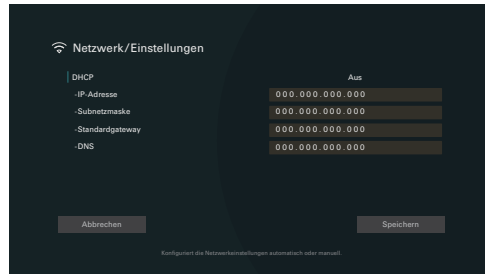 Netzwerk/Einstellungen
DHCP Aus
-IP-Adresse 000.000.000.000
-Subnetzmaske 000.000.000.000
-Standardgateway 000.000.000.000
-DNS 000.000.000.000
Abbrechen Speichern
Konfiguriert die Netzwerkeinstellungen automatisch oder manuell.